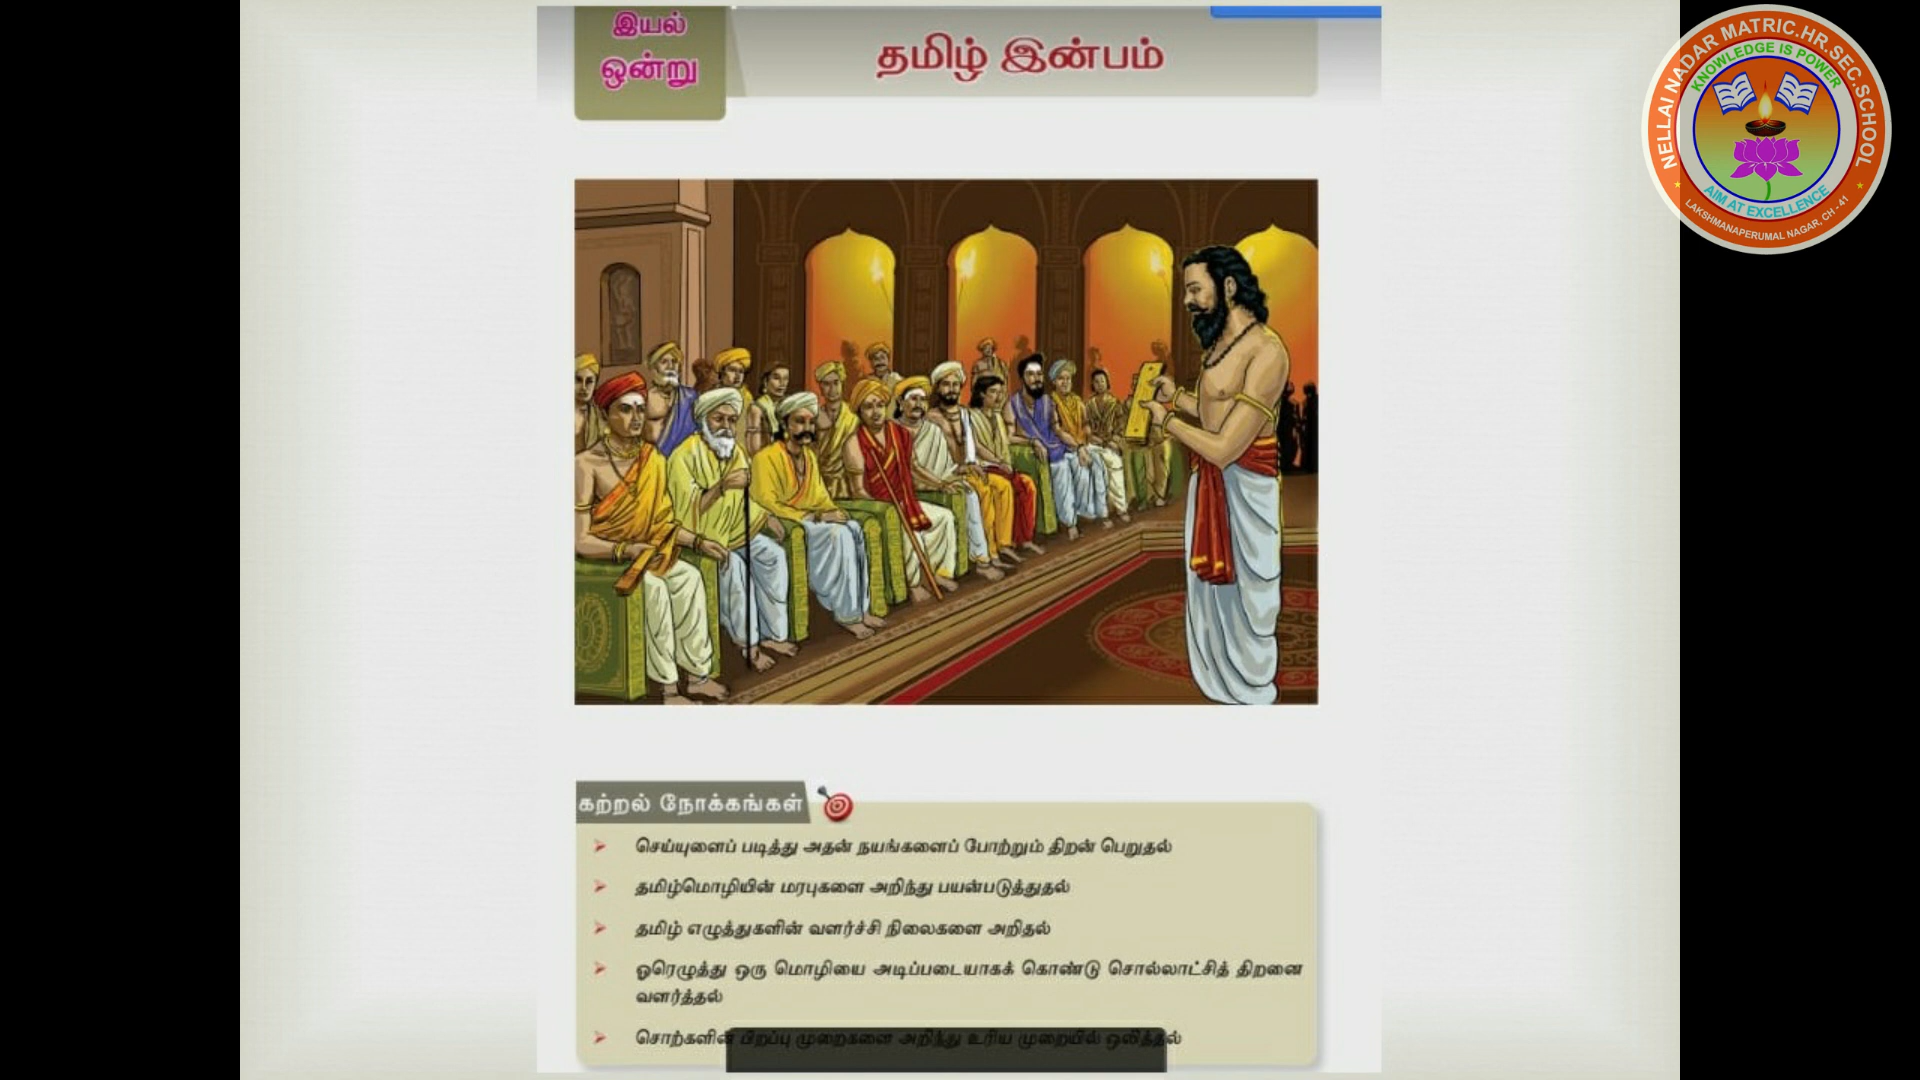 இயல்
ஒன்று
தமிழ் இன்பம்
NELLAI NADAR MATRIC.HR.SEC.SCHOOL
KNOWLEDGE IS POWER
AIM AT EXCELLENCE
LAKSHMANAPERUMAL NAGAR, CH - 41
கற்றல் நோக்கங்கள்
செய்யுளைப் படித்து அதன் நயங்களைப் போற்றும் திறன் பெறுதல்
தமிழ்மொழியின் மரபுகளை அறிந்து பயன்படுத்துதல்
தமிழ் எழுத்துகளின் வளர்ச்சி நிலைகளை அறிதல்
ஓரெழுத்து ஒரு மொழியை அடிப்படையாகக் கொண்டு சொல்லாட்சித் திறனை
வளர்த்தல்
சொற்களின் பிறப்பு முறைகளை அறிந்து உரிய முறையில் ஒலித்தல்